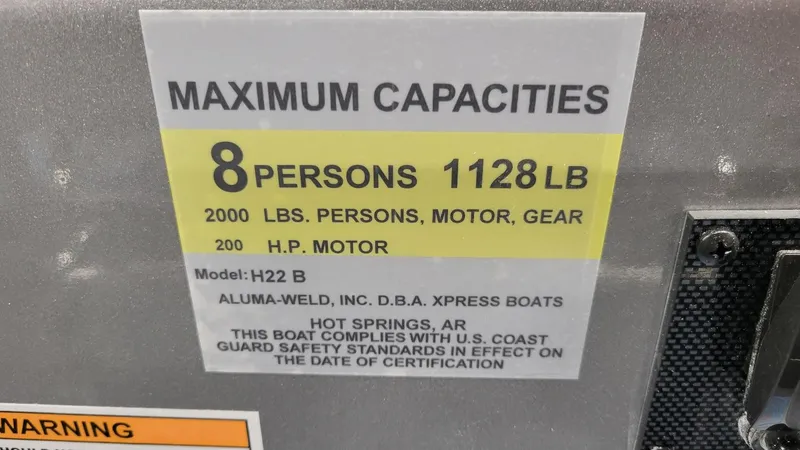 MAXIMUM CAPACITIES
8 PERSONS 1128 LB
2000 LBS. PERSONS, MOTOR, GEAR
200 H.P. MOTOR
Model: H22 B
ALUMA-WELD, INC. D.B.A. XPRESS BOATS
HOT SPRINGS, AR
THIS BOAT COMPLIES WITH U.S. COAST
GUARD SAFETY STANDARDS IN EFFECT ON
THE DATE OF CERTIFICATION
WARNING